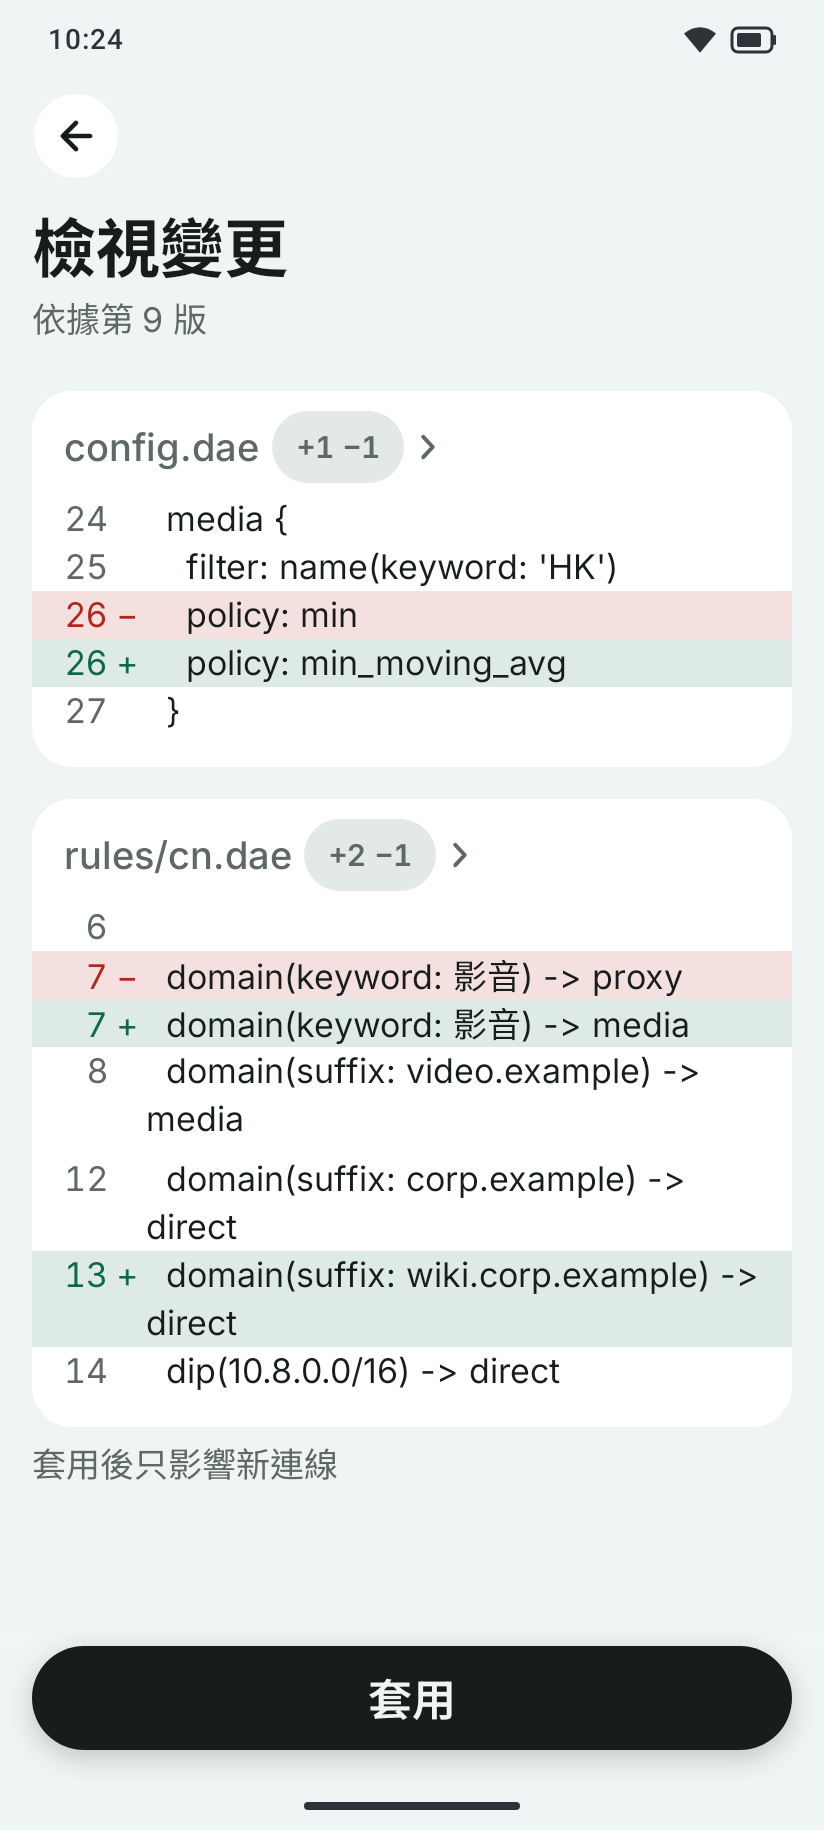 10:24
檢視變更
依據第 9 版
config.dae +1 −1
24 media {
25 filter: name(keyword: 'HK')
26 − policy: min
26 + policy: min_moving_avg
27 }
rules/cn.dae +2 −1
6
7 − domain(keyword: 影音) -> proxy
7 + domain(keyword: 影音) -> media
8 domain(suffix: video.example) ->
media
12 domain(suffix: corp.example) ->
direct
13 + domain(suffix: wiki.corp.example) ->
direct
14 dip(10.8.0.0/16) -> direct
套用後只影響新連線
套用